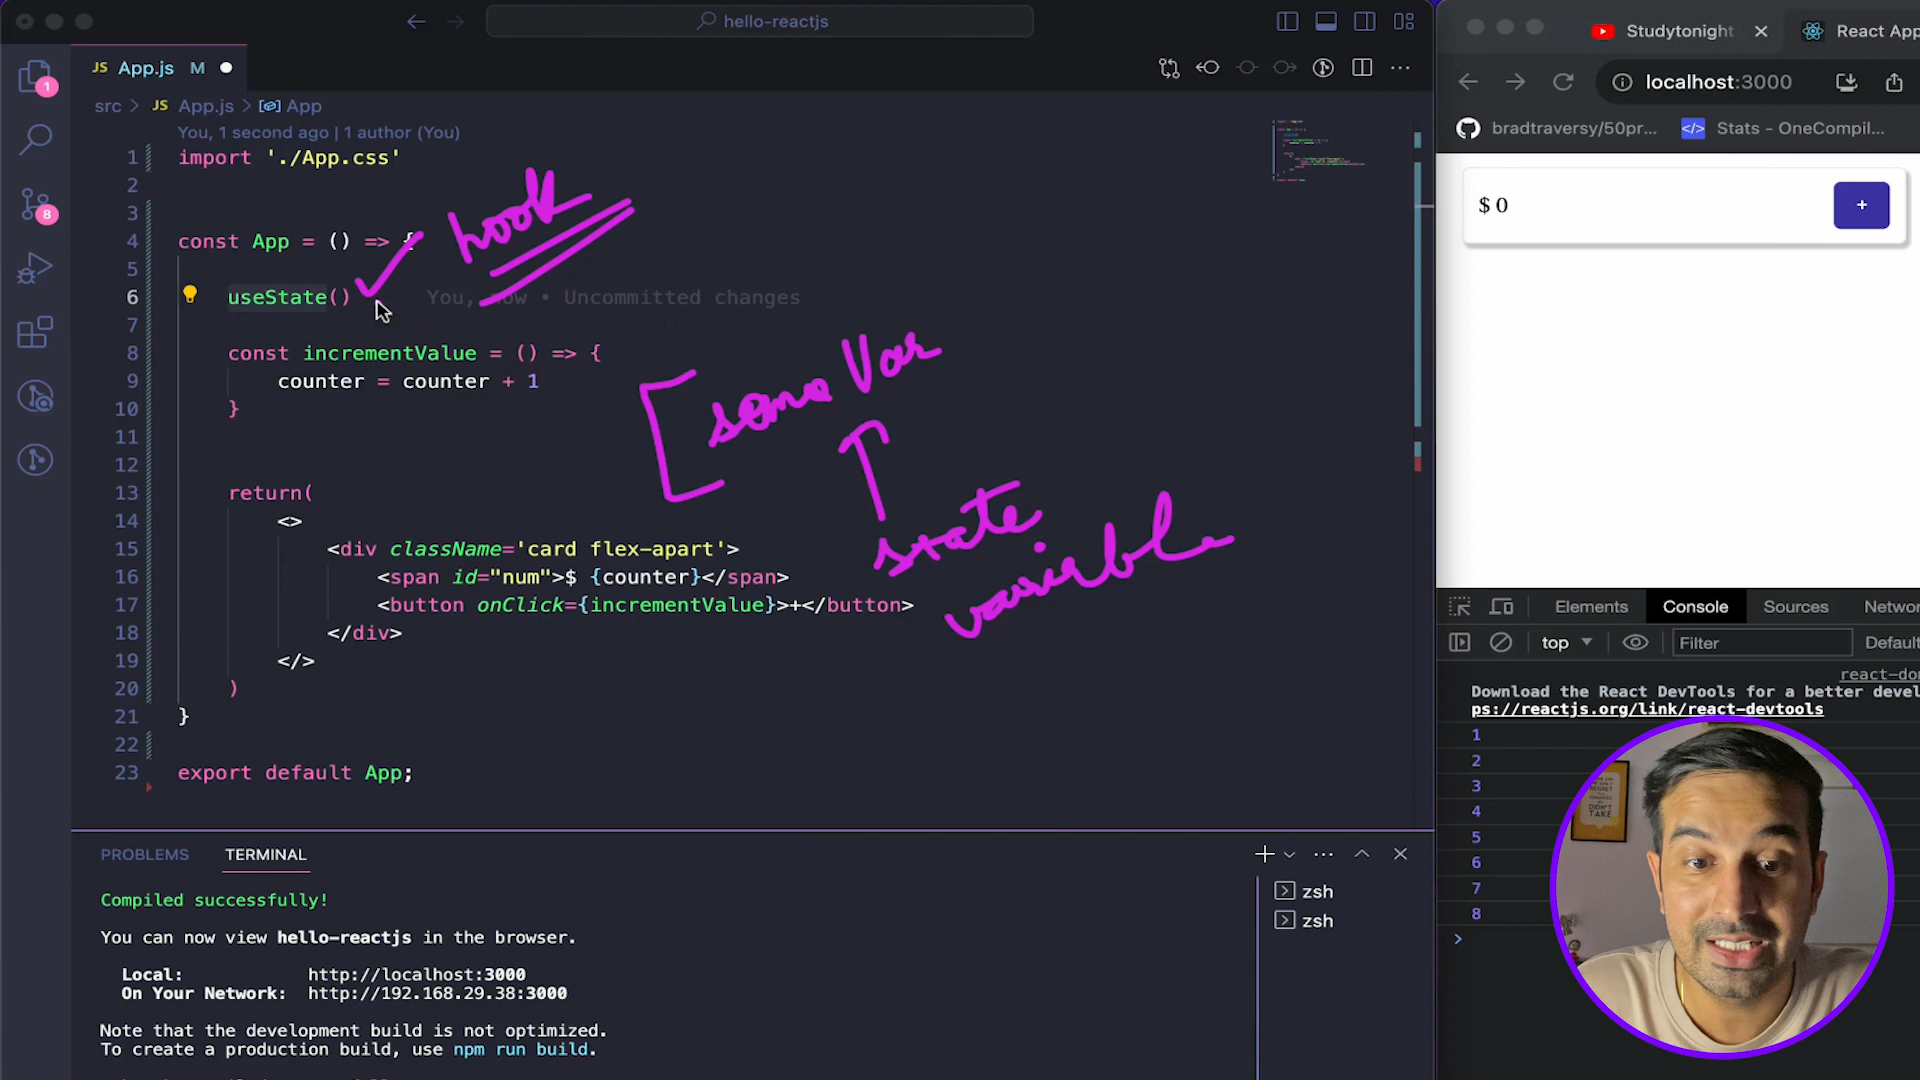 hello-reactjs
JS App.js M
src > JS App.js > App
You, 1 second ago | 1 author (You)
1 import './App.css'
2
3
4 const App = () => {
5
6 useState() You, now • Uncommitted changes
7
8 const incrementValue = () => {
9 counter = counter + 1
10 }
11
12
13 return(
14 <>
15 <div className='card flex-apart'>
16 <span id="num">$ {counter}</span>
17 <button onClick={incrementValue}>+</button>
18 </div>
19 </>
20 )
21 }
22
23 export default App;
hook
[some Var
state
variable
1
8
PROBLEMS TERMINAL
Compiled successfully!
You can now view hello-reactjs in the browser.
Local: http://localhost:3000
On Your Network: http://192.168.29.38:3000
Note that the development build is not optimized.
To create a production build, use npm run build.
zsh
zsh
Studytonight React App
localhost:3000
bradtraversy/50pr... </> Stats - OneCompil...
$ 0 +
Elements Console Sources Networ
top Filter Default
react-do
Download the React DevTools for a better devel
ps://reactjs.org/link/react-devtools
1
2
3
4
5
6
7
8
>